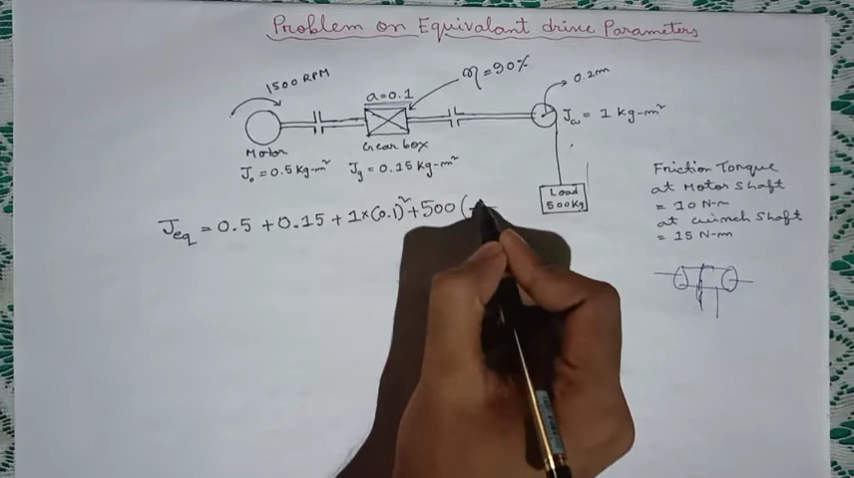 Problem on Equivalant drive Parameters
1500 RPM
a=0.1
η=90%
0.2m
Jω = 1 kg-m²
Motor
Gear box
J₀ = 0.5 kg-m²
Jg = 0.15 kg-m²
Load
500kg
Friction Torque
at Motor shaft
= 10 N-m
at winch shaft
= 15 N-m
Jeq = 0.5 + 0.15 + 1×(0.1)² + 500 (